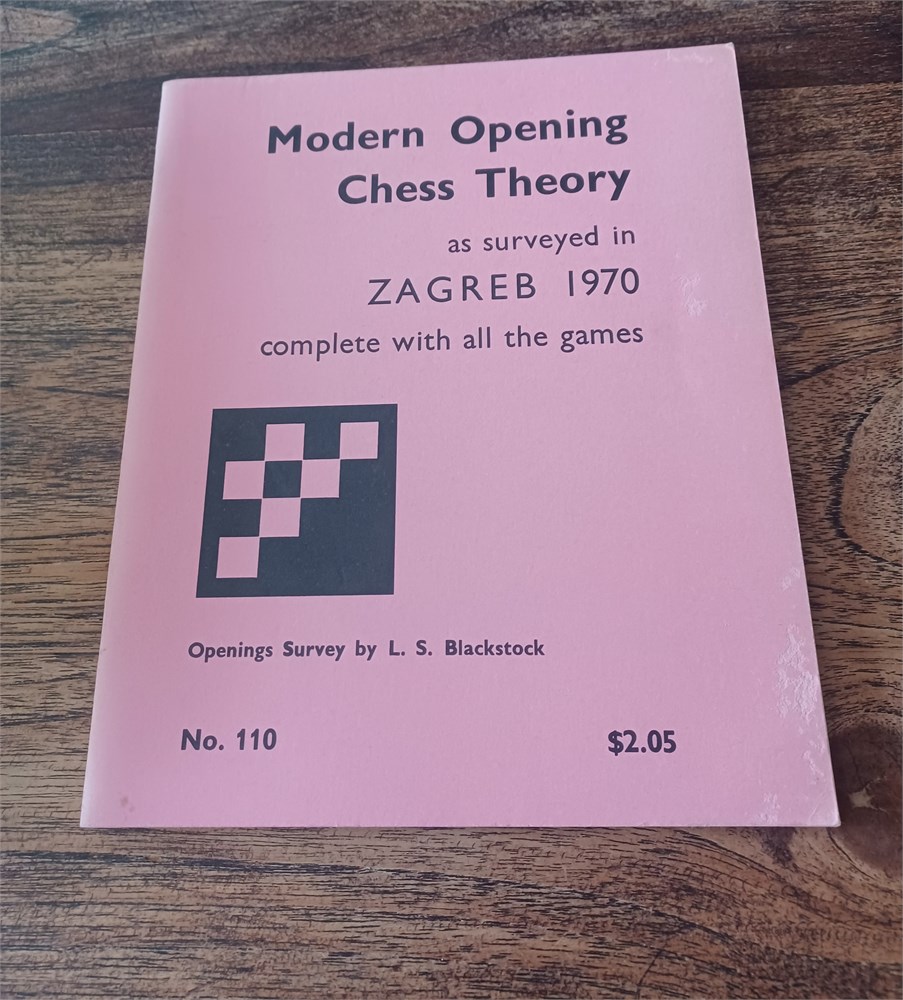 Modern Opening
Chess Theory
as surveyed in
ZAGREB 1970
complete with all the games
Openings Survey by L. S. Blackstock
No. 110
$2.05